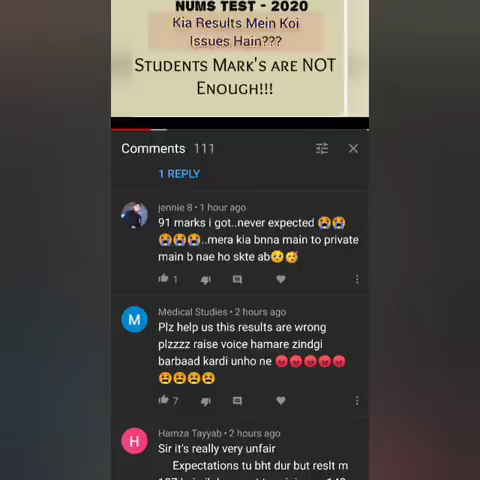 NUMS TEST - 2020
Kia Results Mein Koi
Issues Hain???
STUDENTS MARK'S ARE NOT
ENOUGH!!!
Comments 111
1 REPLY
jennie 8 • 1 hour ago
91 marks i got..never expected 😭😭
😭😭😭..mera kia bnna main to private
main b nae ho skte ab😥🥳
1
M
Medical Studies • 2 hours ago
Plz help us this results are wrong
plzzzz raise voice hamare zindgi
barbaad kardi unho ne 😡😡😡😡😡
😫😫😫😫
7
H
Hamza Tayyab • 2 hours ago
Sir it's really very unfair
Expectations tu bht dur but reslt m